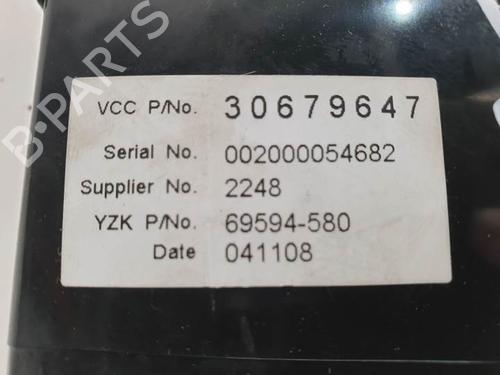 B-PARTS
VCC P/No. 30679647
Serial No. 002000054682
Supplier No. 2248
YZK P/No. 69594-580
Date 041108